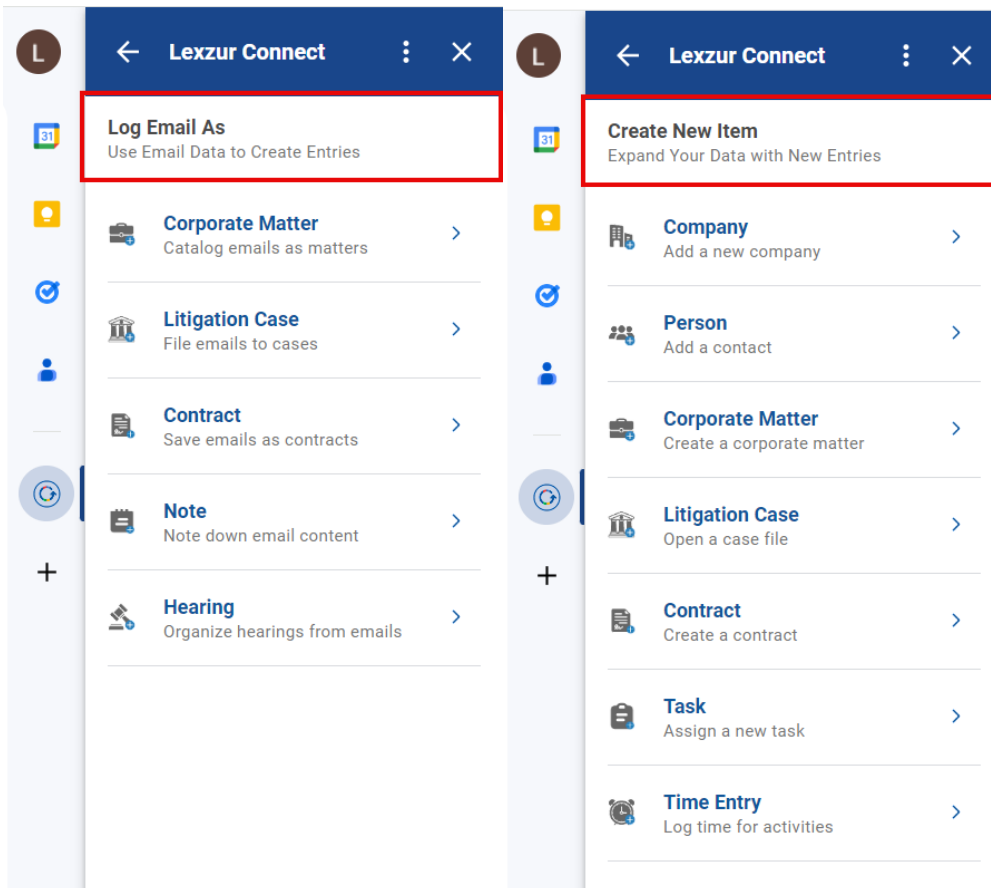 L
Lexzur Connect
31
Log Email As
Use Email Data to Create Entries
Corporate Matter
Catalog emails as matters
Litigation Case
File emails to cases
Contract
Save emails as contracts
Note
Note down email content
Hearing
Organize hearings from emails
L
Lexzur Connect
31
Create New Item
Expand Your Data with New Entries
Company
Add a new company
Person
Add a contact
Corporate Matter
Create a corporate matter
Litigation Case
Open a case file
Contract
Create a contract
Task
Assign a new task
Time Entry
Log time for activities